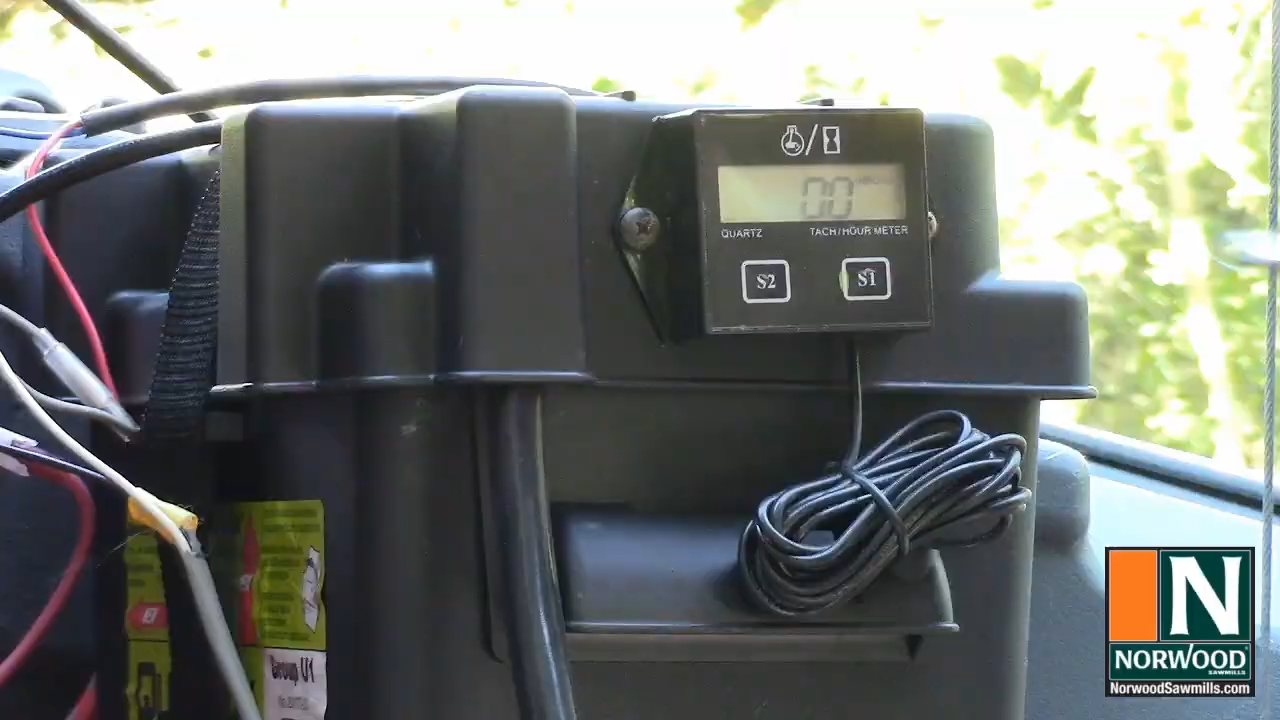 00
QUARTZ
TACH/HOUR METER
S2
S1
Group U1
N
NORWOOD
SAWMILLS
NorwoodSawmills.com